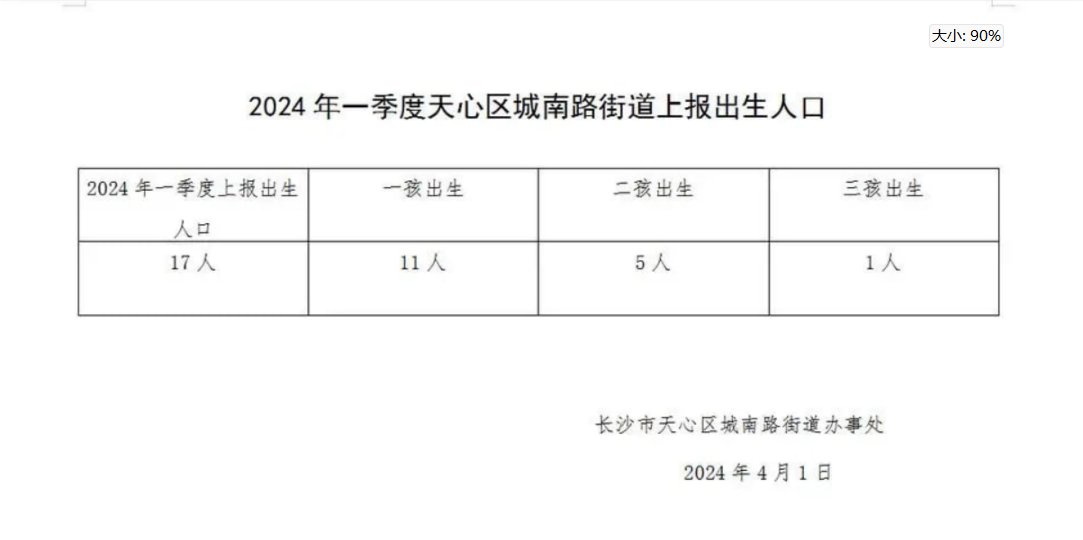 大小: 90%
2024 年一季度天心区城南路街道上报出生人口
2024 年一季度上报出生 一孩出生 二孩出生 三孩出生
人口
17 人 11 人 5 人 1 人
长沙市天心区城南路街道办事处
2024 年 4 月 1 日